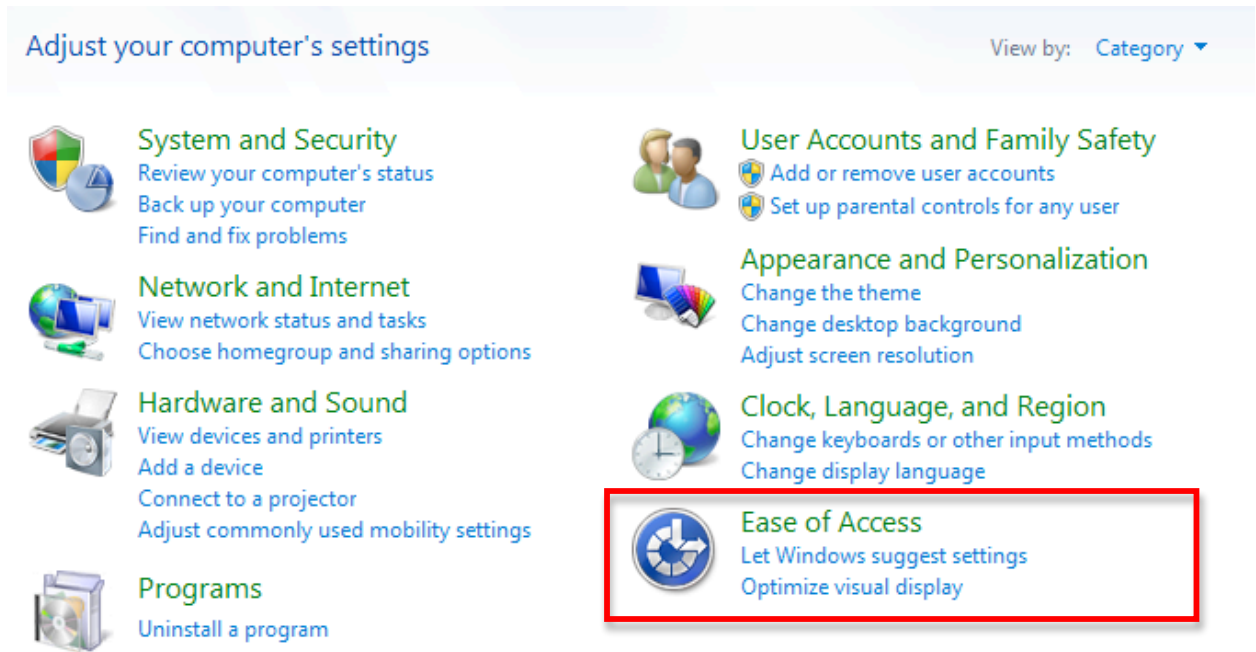 Adjust your computer's settings
View by: Category
System and Security
Review your computer's status
Back up your computer
Find and fix problems
Network and Internet
View network status and tasks
Choose homegroup and sharing options
Hardware and Sound
View devices and printers
Add a device
Connect to a projector
Adjust commonly used mobility settings
Programs
Uninstall a program
User Accounts and Family Safety
Add or remove user accounts
Set up parental controls for any user
Appearance and Personalization
Change the theme
Change desktop background
Adjust screen resolution
Clock, Language, and Region
Change keyboards or other input methods
Change display language
Ease of Access
Let Windows suggest settings
Optimize visual display